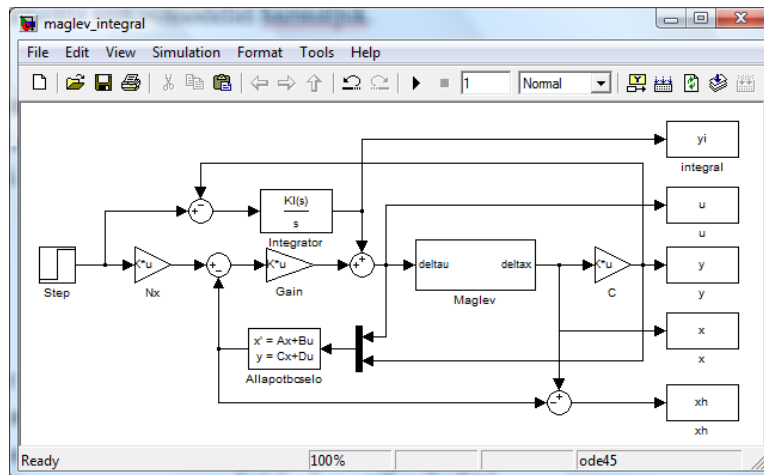 maglev_integral
File Edit View Simulation Format Tools Help
1 Normal
yi
integral
u
u
y
y
x
x
xh
xh
KI(s)
s
Integrator
Step
K*u
Nx
K*u
Gain
deltau deltax
Maglev
K*u
C
x' = Ax+Bu
y = Cx+Du
Allapotbcselo
Ready 100% ode45